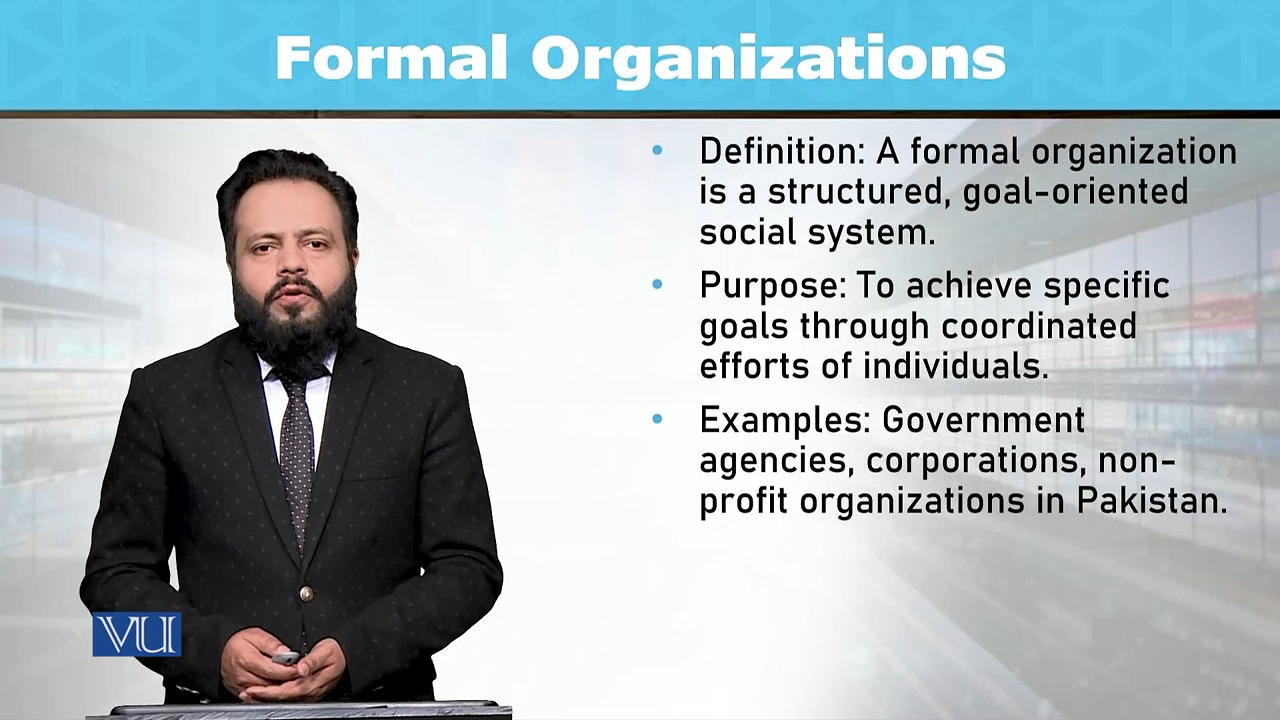 Formal Organizations
• Definition: A formal organization
is a structured, goal-oriented
social system.
• Purpose: To achieve specific
goals through coordinated
efforts of individuals.
• Examples: Government
agencies, corporations, non-
profit organizations in Pakistan.
VU